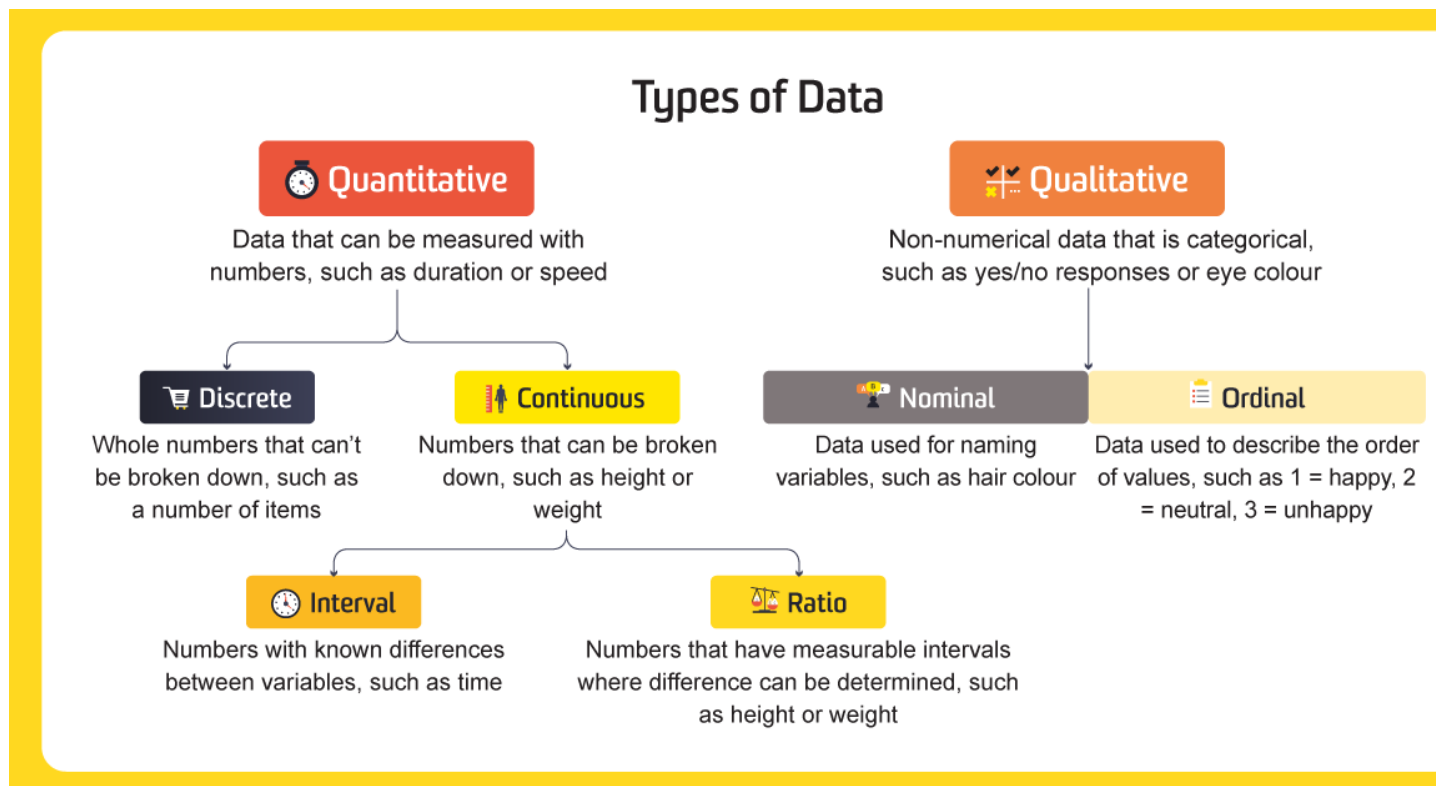 Types of Data
Quantitative
Data that can be measured with
numbers, such as duration or speed
Qualitative
Non-numerical data that is categorical,
such as yes/no responses or eye colour
Discrete
Whole numbers that can't
be broken down, such as
a number of items
Continuous
Numbers that can be broken
down, such as height or
weight
Nominal
Data used for naming
variables, such as hair colour
Ordinal
Data used to describe the order
of values, such as 1 = happy, 2
= neutral, 3 = unhappy
Interval
Numbers with known differences
between variables, such as time
Ratio
Numbers that have measurable intervals
where difference can be determined, such
as height or weight